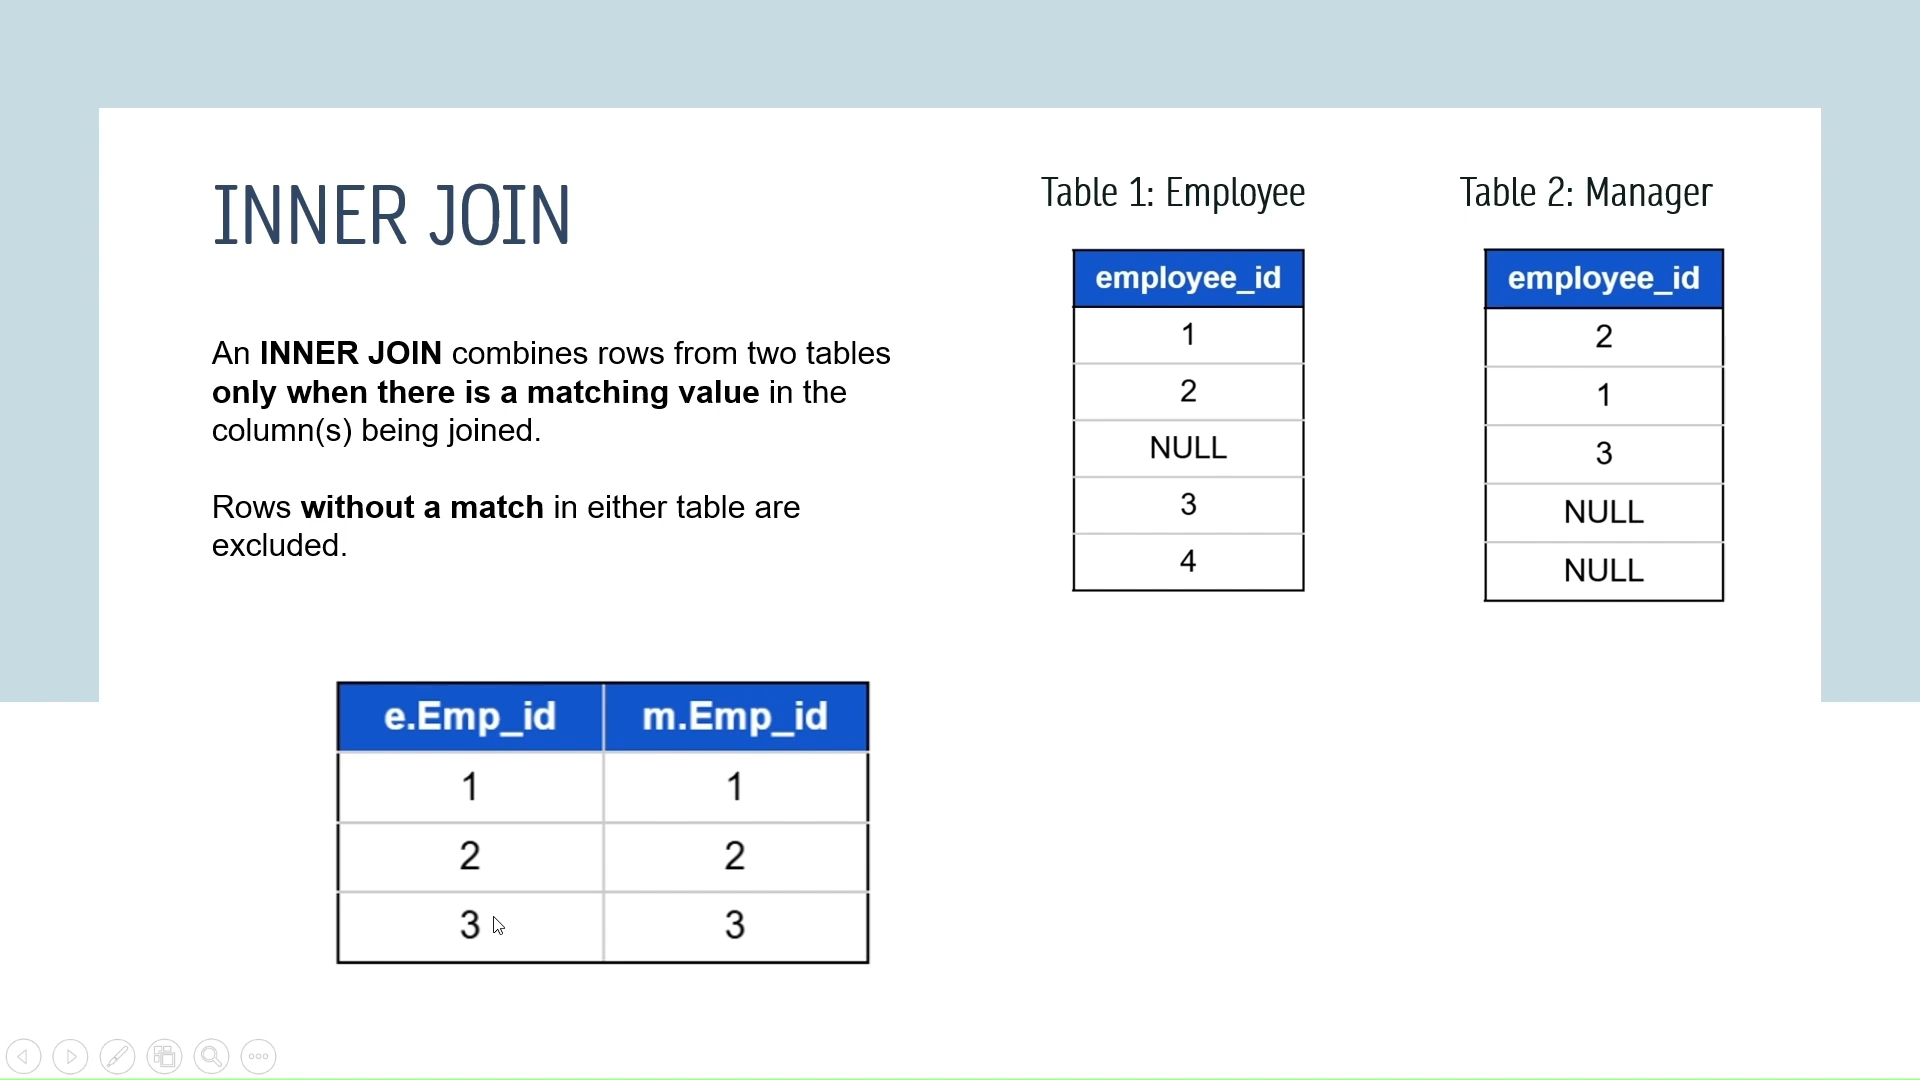 INNER JOIN
An INNER JOIN combines rows from two tables
only when there is a matching value in the
column(s) being joined.
Rows without a match in either table are
excluded.
Table 1: Employee
employee_id
1
2
NULL
3
4
Table 2: Manager
employee_id
2
1
3
NULL
NULL
e.Emp_id m.Emp_id
1 1
2 2
3 3